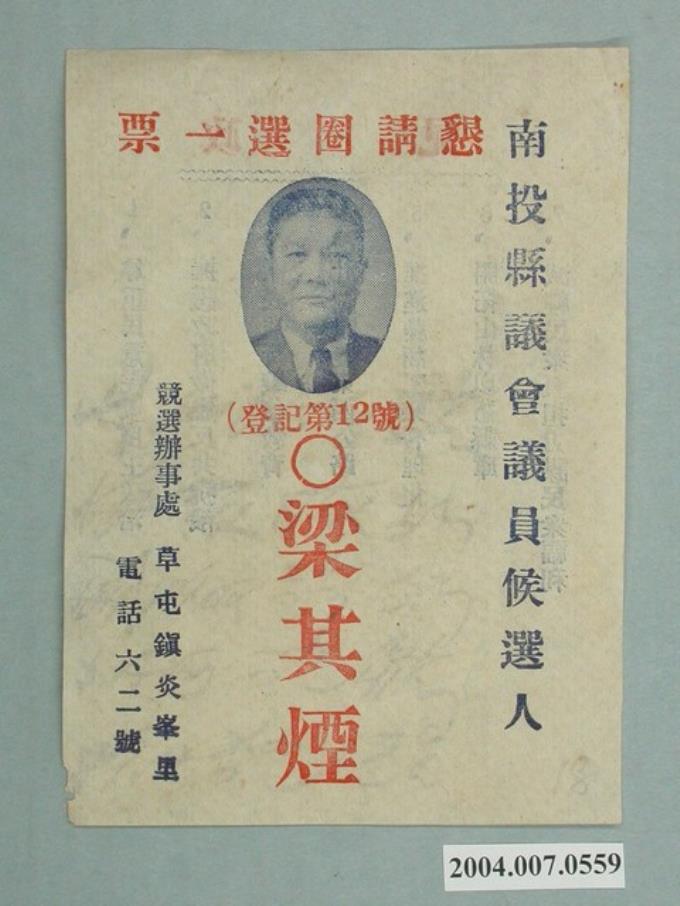 懇請圈選一票
南投縣議會議員候選人
（登記第12號）
○梁其煙
競選辦事處 草屯鎮炎峯里
電話六二號
18
2004.007.0559